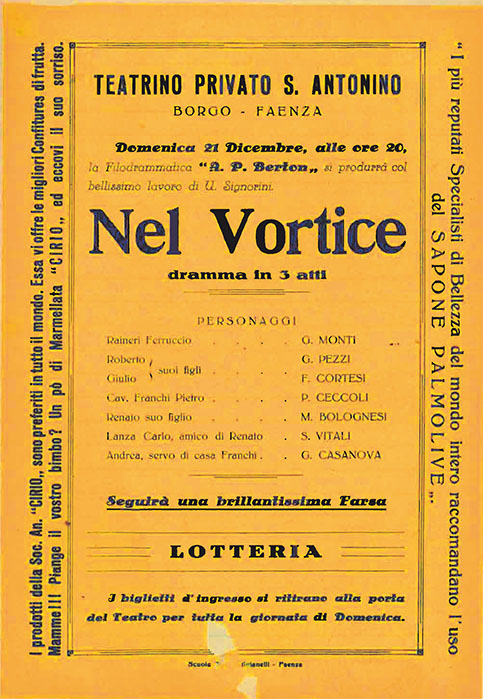 TEATRINO PRIVATO S. ANTONINO
BORGO - FAENZA
Domenica 21 Dicembre, alle ore 20,
la Filodrammatica "A. P. Berton„ si produrrà col
bellissimo lavoro di U. Signorini.
Nel Vortice
dramma in 3 atti
PERSONAGGI
Raineri Ferruccio . . . . G. MONTI
Roberto } suoi figli . . . G. PEZZI
Giulio } F. CORTESI
Cav. Franchi Pietro . . . . P. CECCOLI
Renato suo figlio . . . . M. BOLOGNESI
Lanza Carlo, amico di Renato . S. VITALI
Andrea, servo di casa Franchi . . G. CASANOVA
Seguirà una brillantissima Farsa
LOTTERIA
I biglietti d'ingresso si ritirano alla porta
del Teatro per tutta la giornata di Domenica.
Scuola - Faenza
I prodotti della Soc. An. "CIRIO„ sono preferiti in tutto il mondo. Essa vi offre le migliori Confitures di frutta.
Mamme!!! Piange il vostro bimbo? Un pò di Marmellata "CIRIO„ ed eccovi il suo sorriso.
" I più reputati Specialisti di Bellezza del mondo intero raccomandano l'uso
del SAPONE PALMOLIVE„.